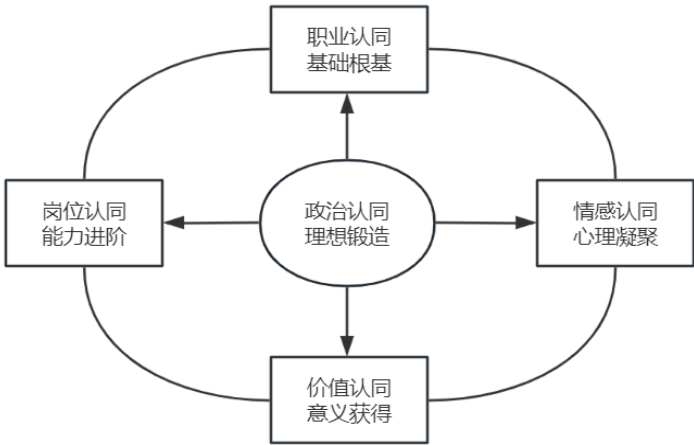 职业认同
基础根基
岗位认同
能力进阶
政治认同
理想锻造
情感认同
心理凝聚
价值认同
意义获得